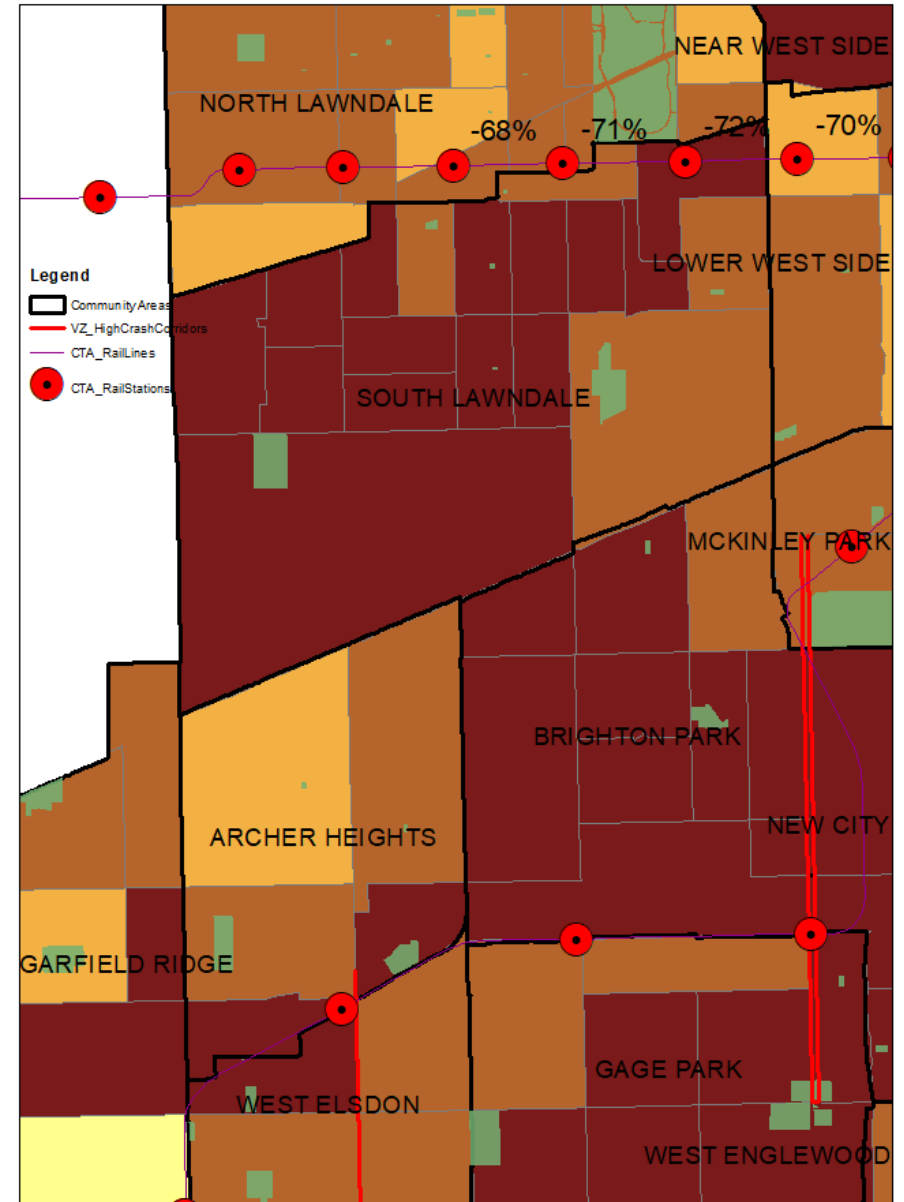 NEAR WEST SIDE
NORTH LAWNDALE
-68%
-71%
-72%
-70%
LOWER WEST SIDE
Legend
CommunityAreas
VZ_HighCrashCorridors
CTA_RailLines
CTA_RailStations
SOUTH LAWNDALE
MCKINLEY PARK
BRIGHTON PARK
NEW CITY
ARCHER HEIGHTS
GARFIELD RIDGE
GAGE PARK
WEST ELSDON
WEST ENGLEWOOD